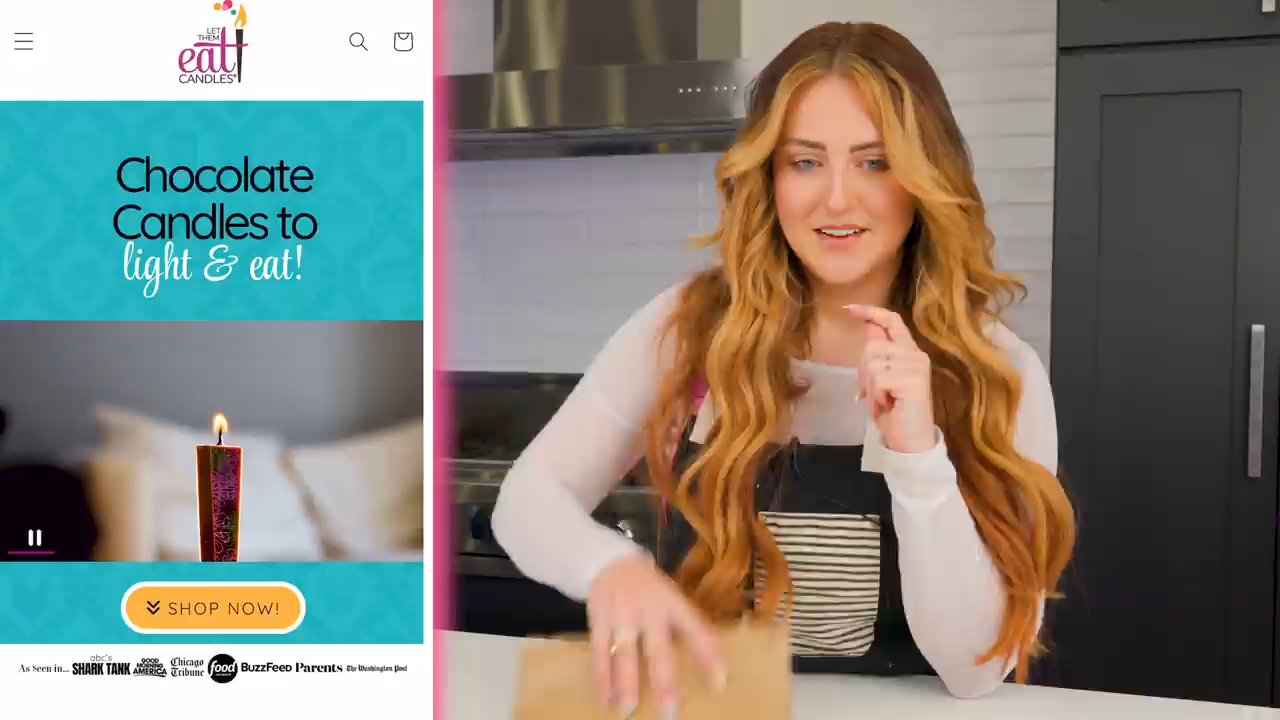 LET
THEM
eat
CANDLES®
Chocolate
Candles to
light & eat!
SHOP NOW!
As Seen in... abc's SHARK TANK GOOD MORNING AMERICA Chicago Tribune food network BuzzFeed Parents The Washington Post